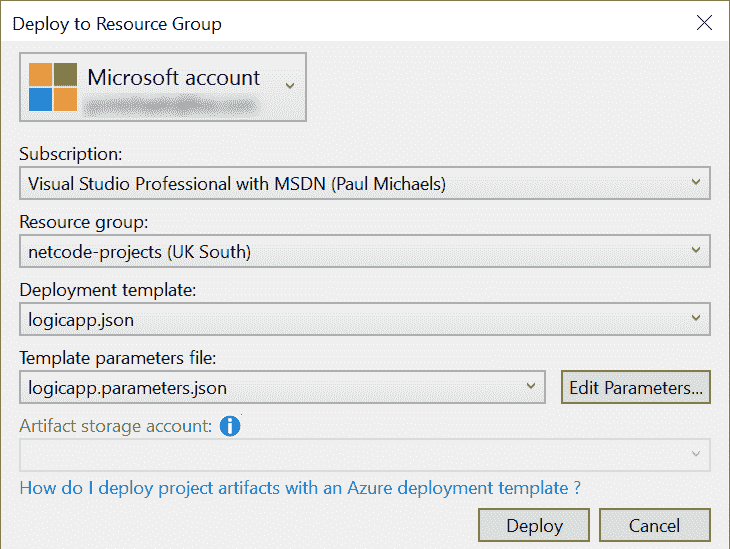 Deploy to Resource Group
Microsoft account
Subscription:
Visual Studio Professional with MSDN (Paul Michaels)
Resource group:
netcode-projects (UK South)
Deployment template:
logicapp.json
Template parameters file:
logicapp.parameters.json
Edit Parameters...
Artifact storage account:
How do I deploy project artifacts with an Azure deployment template ?
Deploy
Cancel